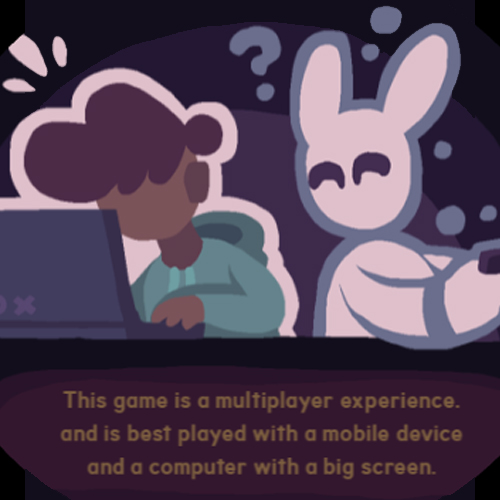 This game is a multiplayer experience.
and is best played with a mobile device
and a computer with a big screen.